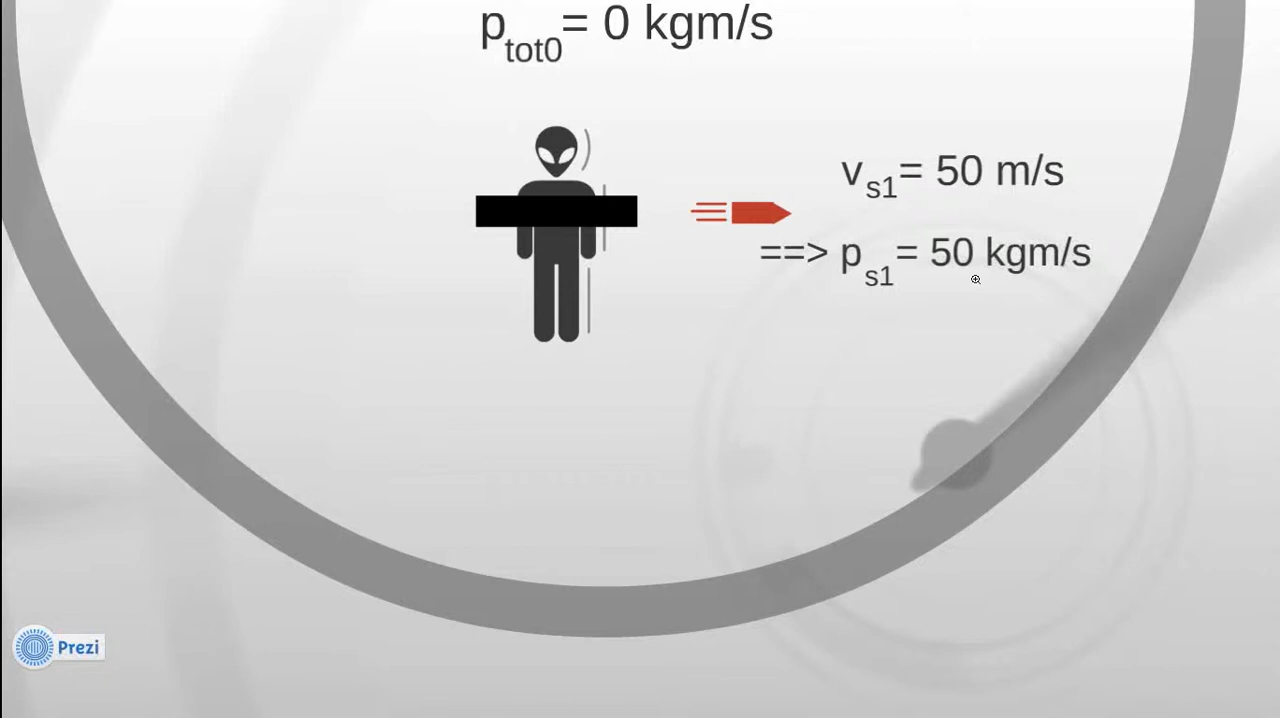 p_tot0 = 0 kgm/s
v_s1 = 50 m/s
==> p_s1 = 50 kgm/s
Prezi